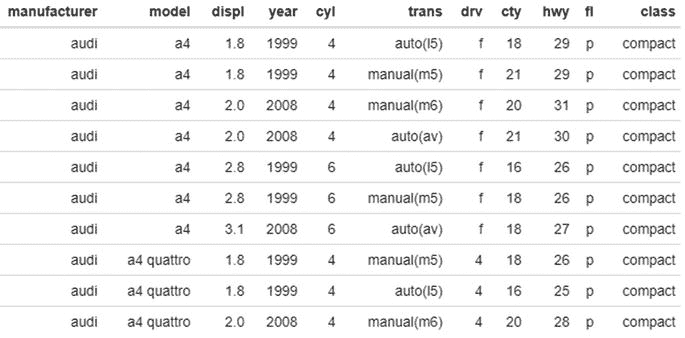 manufacturer model displ year cyl trans drv cty hwy fl class
audi a4 1.8 1999 4 auto(l5) f 18 29 p compact
audi a4 1.8 1999 4 manual(m5) f 21 29 p compact
audi a4 2.0 2008 4 manual(m6) f 20 31 p compact
audi a4 2.0 2008 4 auto(av) f 21 30 p compact
audi a4 2.8 1999 6 auto(l5) f 16 26 p compact
audi a4 2.8 1999 6 manual(m5) f 18 26 p compact
audi a4 3.1 2008 6 auto(av) f 18 27 p compact
audi a4 quattro 1.8 1999 4 manual(m5) 4 18 26 p compact
audi a4 quattro 1.8 1999 4 auto(l5) 4 16 25 p compact
audi a4 quattro 2.0 2008 4 manual(m6) 4 20 28 p compact